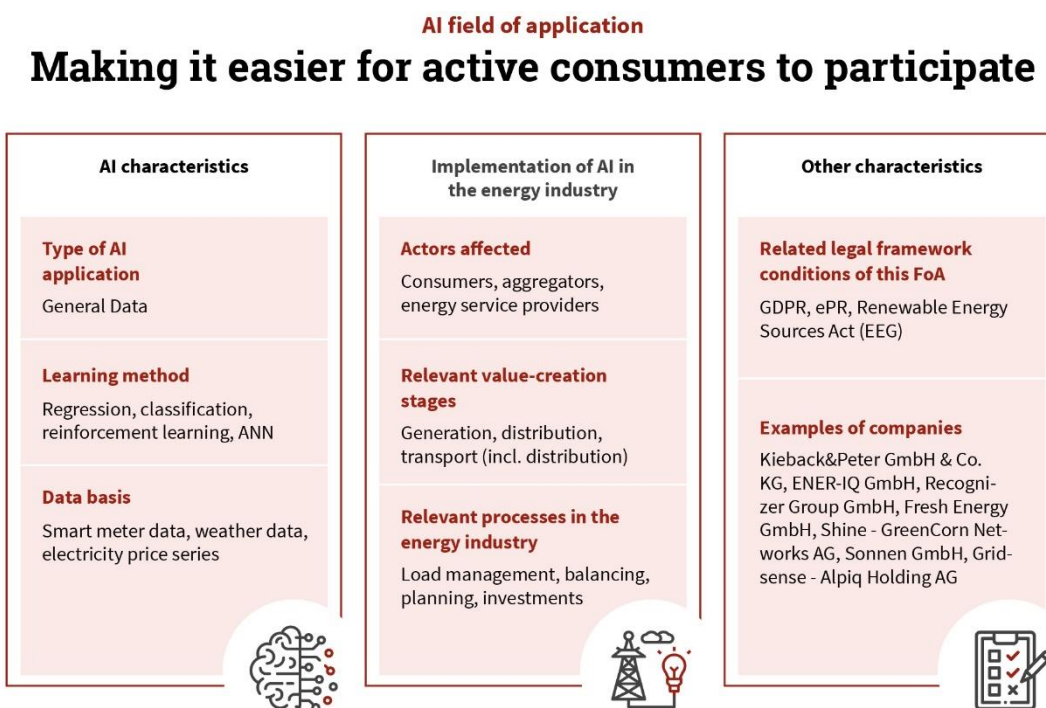 AI field of application
Making it easier for active consumers to participate
AI characteristics
Type of AI
application
General Data
Learning method
Regression, classification,
reinforcement learning, ANN
Data basis
Smart meter data, weather data,
electricity price series
Implementation of AI in
the energy industry
Actors affected
Consumers, aggregators,
energy service providers
Relevant value-creation
stages
Generation, distribution,
transport (incl. distribution)
Relevant processes in the
energy industry
Load management, balancing,
planning, investments
Other characteristics
Related legal framework
conditions of this FoA
GDPR, ePR, Renewable Energy
Sources Act (EEG)
Examples of companies
Kieback&Peter GmbH & Co.
KG, ENER-IQ GmbH, Recogni-
zer Group GmbH, Fresh Energy
GmbH, Shine - GreenCorn Net-
works AG, Sonnen GmbH, Grid-
sense - Alpiq Holding AG